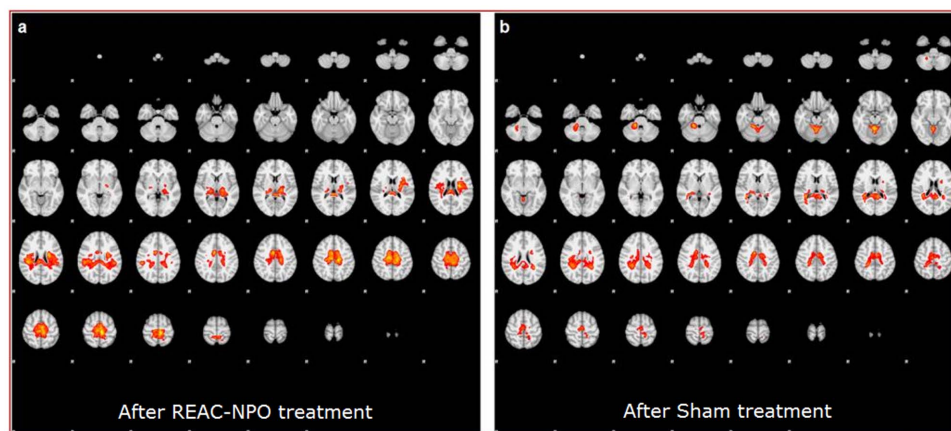 a
b
After REAC-NPO treatment
After Sham treatment